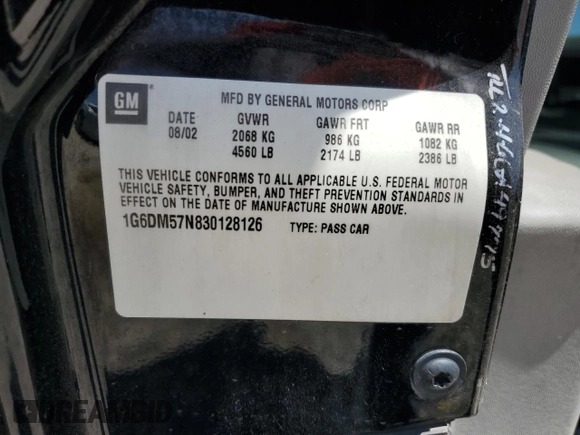 GM
MFD BY GENERAL MOTORS CORP
DATE GVWR GAWR FRT GAWR RR
08/02 2068 KG 986 KG 1082 KG
4560 LB 2174 LB 2386 LB
THIS VEHICLE CONFORMS TO ALL APPLICABLE U.S. FEDERAL MOTOR
VEHICLE SAFETY, BUMPER, AND THEFT PREVENTION STANDARDS IN
EFFECT ON THE DATE OF MANUFACTURE SHOWN ABOVE.
1G6DM57N830128126 TYPE: PASS CAR
DREAMBID